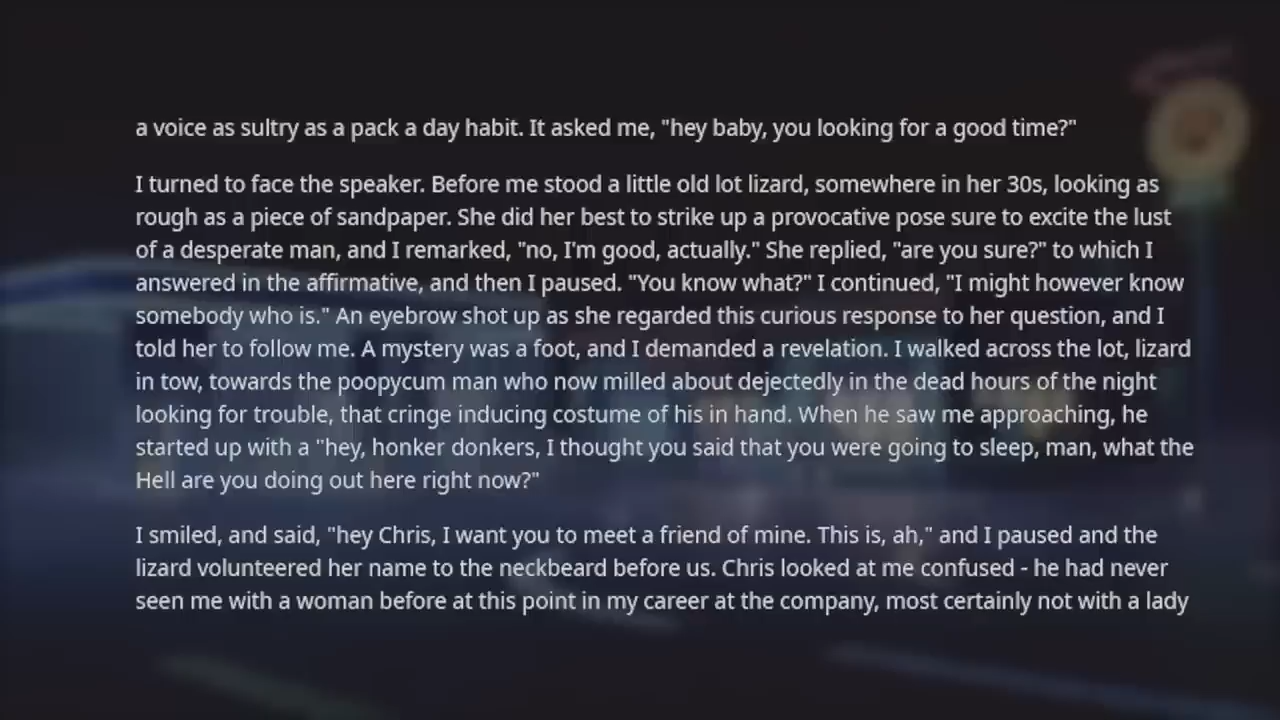 a voice as sultry as a pack a day habit. It asked me, "hey baby, you looking for a good time?"
I turned to face the speaker. Before me stood a little old lot lizard, somewhere in her 30s, looking as
rough as a piece of sandpaper. She did her best to strike up a provocative pose sure to excite the lust
of a desperate man, and I remarked, "no, I'm good, actually." She replied, "are you sure?" to which I
answered in the affirmative, and then I paused. "You know what?" I continued, "I might however know
somebody who is." An eyebrow shot up as she regarded this curious response to her question, and I
told her to follow me. A mystery was a foot, and I demanded a revelation. I walked across the lot, lizard
in tow, towards the poopycum man who now milled about dejectedly in the dead hours of the night
looking for trouble, that cringe inducing costume of his in hand. When he saw me approaching, he
started up with a "hey, honker donkers, I thought you said that you were going to sleep, man, what the
Hell are you doing out here right now?"
I smiled, and said, "hey Chris, I want you to meet a friend of mine. This is, ah," and I paused and the
lizard volunteered her name to the neckbeard before us. Chris looked at me confused - he had never
seen me with a woman before at this point in my career at the company, most certainly not with a lady